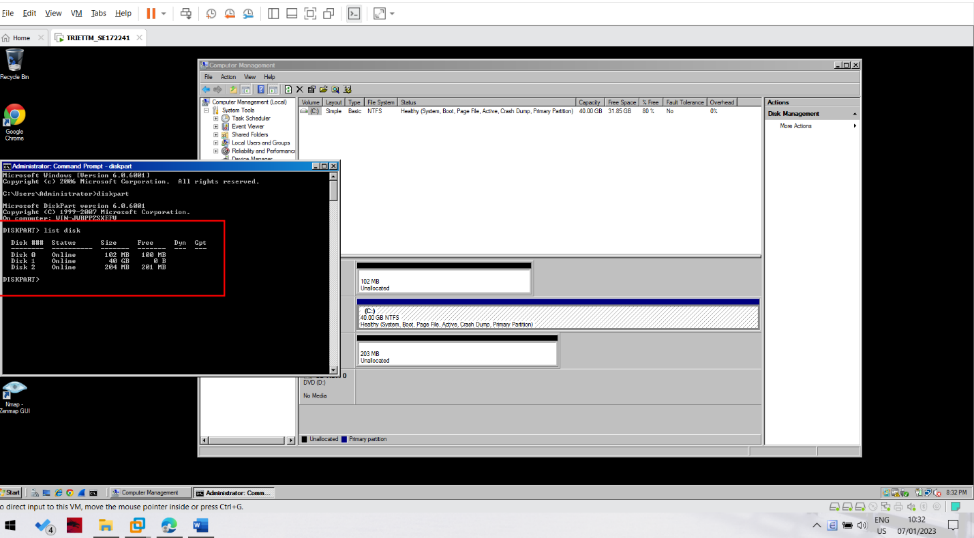 File Edit View VM Tabs Help
Home
TRIETTM_SE172241
Recycle Bin
Google
Chrome
Computer Management
File Action View Help
Computer Management (Local)
System Tools
Task Scheduler
Event Viewer
Shared Folders
Local Users and Groups
Reliability and Performance
Device Manager
Volume Layout Type File System Status Capacity Free Space % Free Fault Tolerance Overhead
(C:) Simple Basic NTFS Healthy (System, Boot, Page File, Active, Crash Dump, Primary Partition) 40.00 GB 31.85 GB 80 % No 0%
Actions
Disk Management
More Actions
Administrator: Command Prompt - diskpart
Microsoft Windows [Version 6.0.6001]
Copyright (c) 2006 Microsoft Corporation. All rights reserved.
C:\Users\Administrator>diskpart
Microsoft DiskPart version 6.0.6001
Copyright (C) 1999-2007 Microsoft Corporation.
On computer:
DISKPART> list disk
Disk ### Status Size Free Dyn Gpt
Disk 0 Online 102 MB 100 MB
Disk 1 Online 40 GB 0 B
Disk 2 Online 204 MB 201 MB
DISKPART>
102 MB
Unallocated
(C:)
40.00 GB NTFS
Healthy (System, Boot, Page File, Active, Crash Dump, Primary Partition)
203 MB
Unallocated
0
DVD (D:)
No Media
Unallocated Primary partition
Nmap -
Zenmap GUI
Start
Computer Management
Administrator: Comm...
8:32 PM
o direct input to this VM, move the mouse pointer inside or press Ctrl+G.
4
ENG
US
10:32
07/01/2023